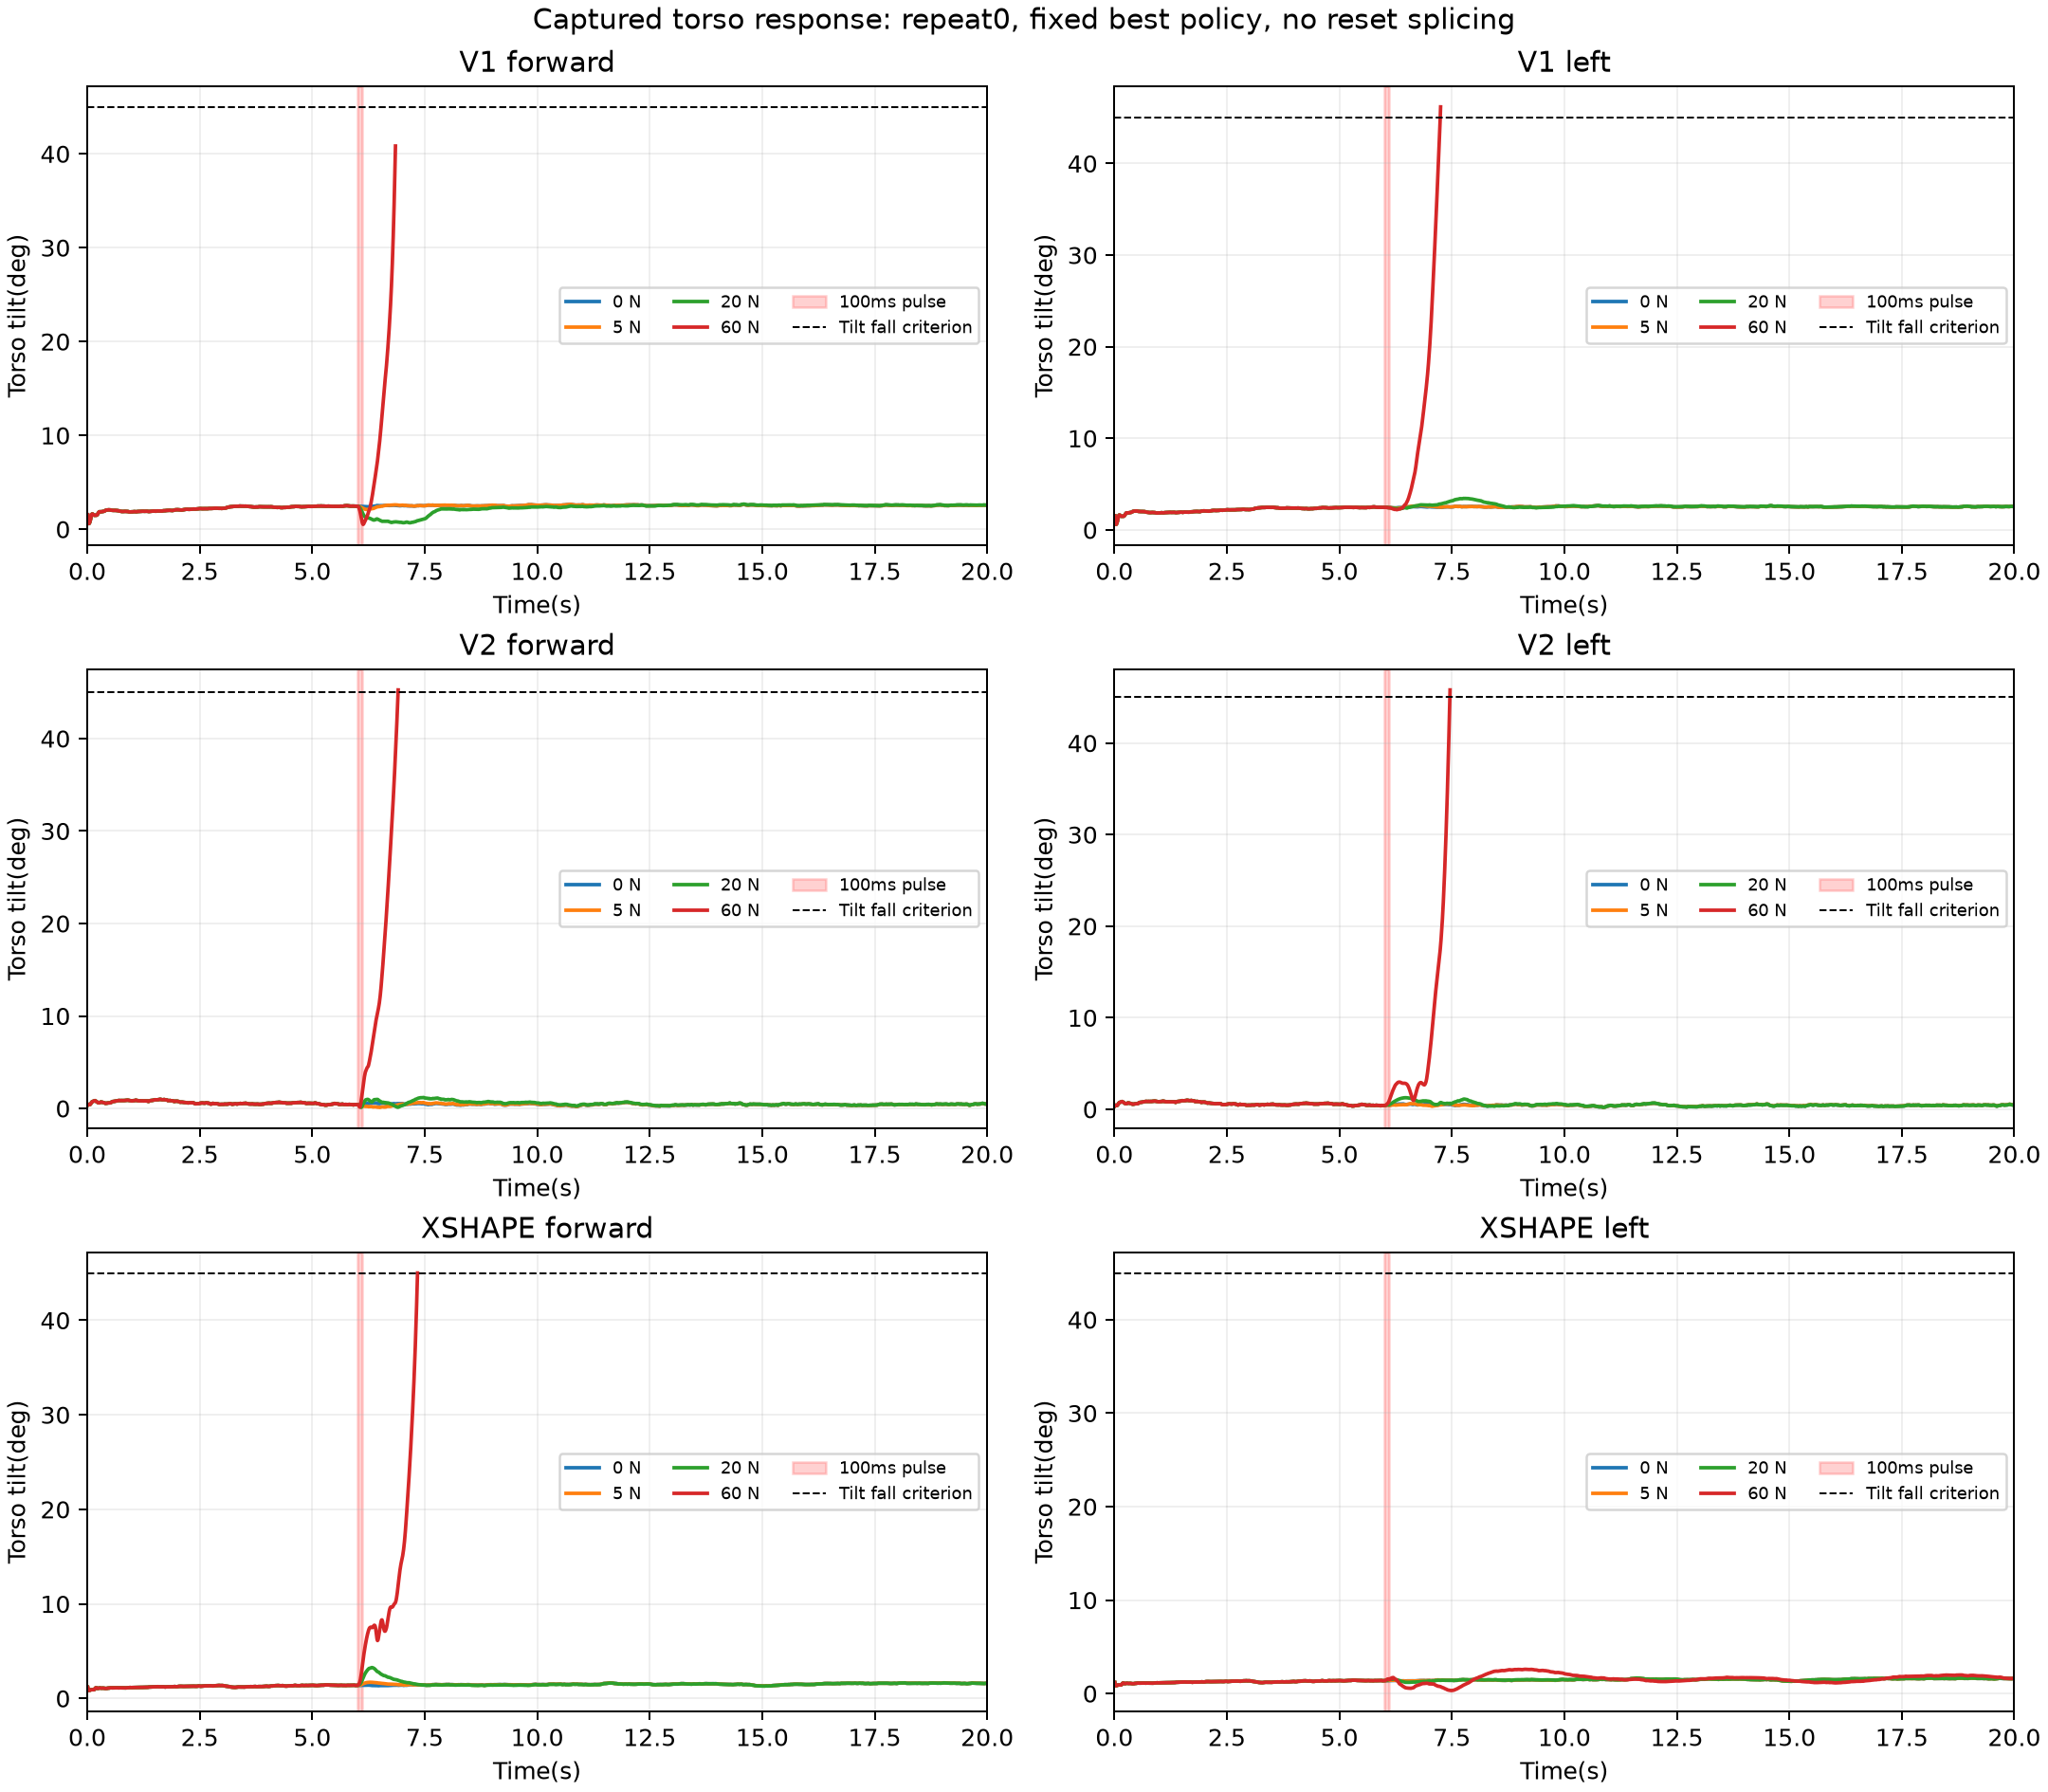 Captured torso response: repeat0, fixed best policy, no reset splicing
V1 forward
Torso tilt(deg)
40
30
20
10
0
0 N
20 N
100ms pulse
5 N
60 N
Tilt fall criterion
0.0 2.5 5.0 7.5 10.0 12.5 15.0 17.5 20.0
Time(s)
V1 left
Torso tilt(deg)
40
30
20
10
0
0 N
20 N
100ms pulse
5 N
60 N
Tilt fall criterion
0.0 2.5 5.0 7.5 10.0 12.5 15.0 17.5 20.0
Time(s)
V2 forward
Torso tilt(deg)
40
30
20
10
0
0 N
20 N
100ms pulse
5 N
60 N
Tilt fall criterion
0.0 2.5 5.0 7.5 10.0 12.5 15.0 17.5 20.0
Time(s)
V2 left
Torso tilt(deg)
40
30
20
10
0
0 N
20 N
100ms pulse
5 N
60 N
Tilt fall criterion
0.0 2.5 5.0 7.5 10.0 12.5 15.0 17.5 20.0
Time(s)
XSHAPE forward
Torso tilt(deg)
40
30
20
10
0
0 N
20 N
100ms pulse
5 N
60 N
Tilt fall criterion
0.0 2.5 5.0 7.5 10.0 12.5 15.0 17.5 20.0
Time(s)
XSHAPE left
Torso tilt(deg)
40
30
20
10
0
0 N
20 N
100ms pulse
5 N
60 N
Tilt fall criterion
0.0 2.5 5.0 7.5 10.0 12.5 15.0 17.5 20.0
Time(s)